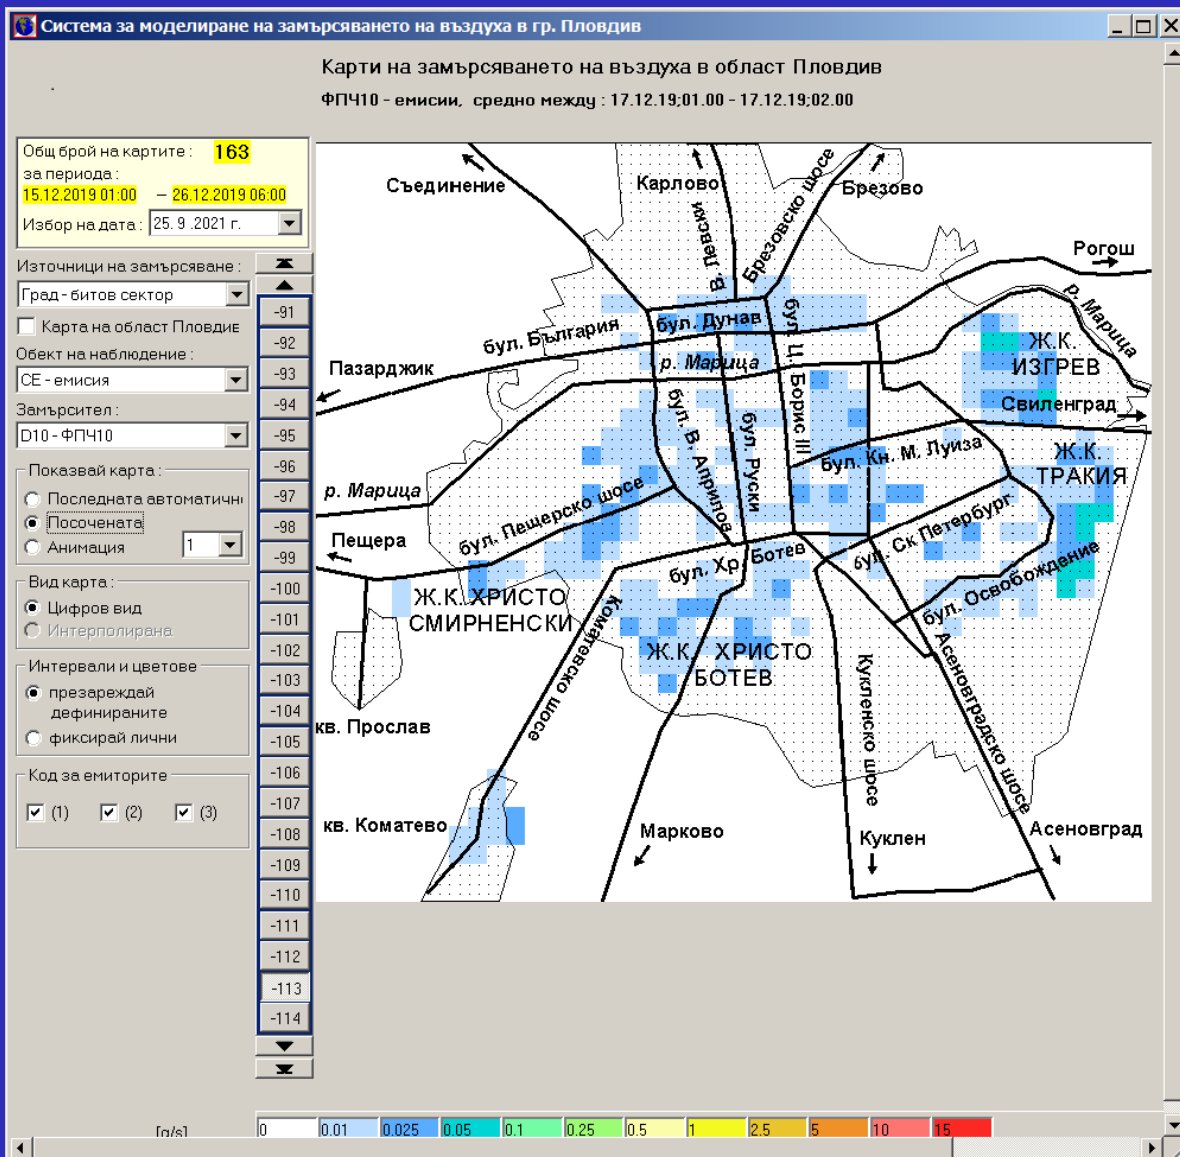 Система за моделиране на замърсяването на въздуха в гр. Пловдив
Карти на замърсяването на въздуха в област Пловдив
ФПЧ10 - емисии, средно между : 17.12.19;01.00 - 17.12.19;02.00
Общ брой на картите : 163
за периода :
15.12.2019 01:00 – 26.12.2019 06:00
Избор на дата : 25. 9 .2021 г.
Източници на замърсяване :
Град - битов сектор
Карта на област Пловдив
Обект на наблюдение :
СЕ - емисия
Замърсител :
D10 - ФПЧ10
Показвай карта :
Последната автоматичн
Посочената
Анимация 1
Вид карта :
Цифров вид
Интерполирана
Интервали и цветове
презареждай
дефинираните
фиксирай лични
Код за емиторите
(1) (2) (3)
-91
-92
-93
-94
-95
-96
-97
-98
-99
-100
-101
-102
-103
-104
-105
-106
-107
-108
-109
-110
-111
-112
-113
-114
Съединение
Карлово
Брезово
В. Левски
Брезовско шосе
Рогош
р. Марица
бул. България
бул. Дунав
бул. Ц. Борис III
р. Марица
Пазарджик
Ж.К.
ИЗГРЕВ
Свиленград
бул. В. Априлов
бул. Руски
бул. Кн. М. Луиза
Ж.К.
ТРАКИЯ
р. Марица
бул. Пещерско шосе
Пещера
бул. Хр. Ботев
бул. Ск Петербург
бул. Освобождение
Ж.К. ХРИСТО
СМИРНЕНСКИ
Коматевско шосе
Ж.К. ХРИСТО
БОТЕВ
Кукленско шосе
Асеновградско шосе
кв. Прослав
кв. Коматево
Марково
Куклен
Асеновград
[g/s] 0 0.01 0.025 0.05 0.1 0.25 0.5 1 2.5 5 10 15